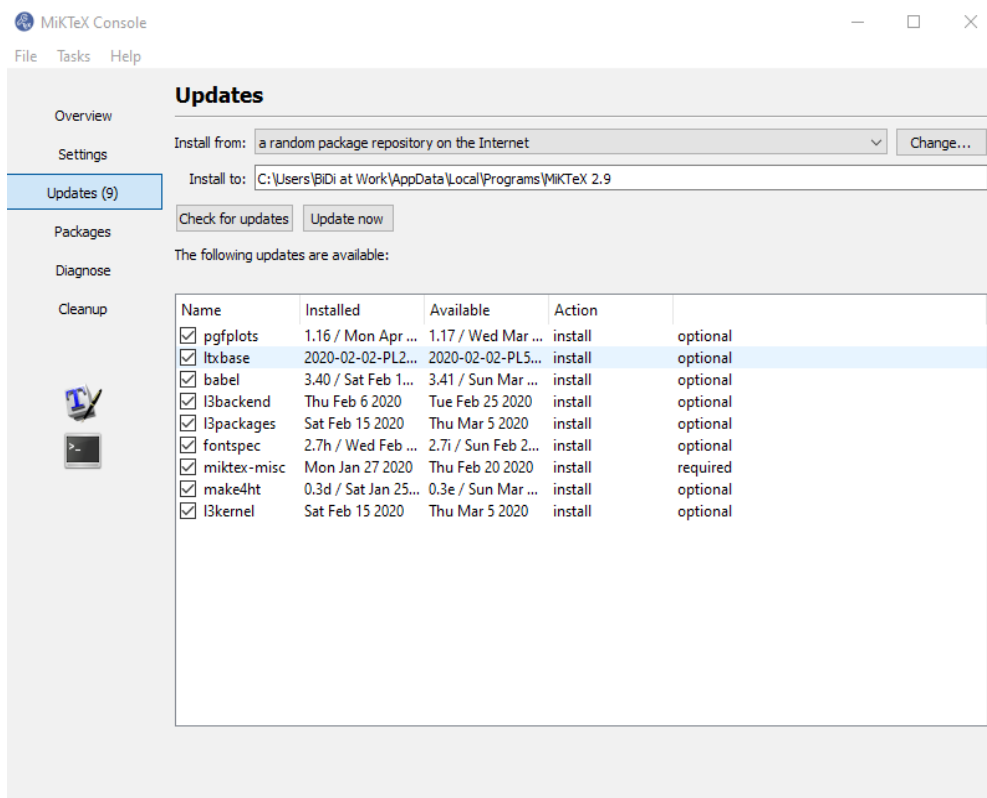 MiKTeX Console
File Tasks Help
Overview
Settings
Updates (9)
Packages
Diagnose
Cleanup
Updates
Install from: a random package repository on the Internet Change...
Install to: C:\Users\BiDi at Work\AppData\Local\Programs\MiKTeX 2.9
Check for updates Update now
The following updates are available:
Name Installed Available Action
pgfplots 1.16 / Mon Apr ... 1.17 / Wed Mar ... install optional
ltxbase 2020-02-02-PL2... 2020-02-02-PL5... install optional
babel 3.40 / Sat Feb 1... 3.41 / Sun Mar ... install optional
l3backend Thu Feb 6 2020 Tue Feb 25 2020 install optional
l3packages Sat Feb 15 2020 Thu Mar 5 2020 install optional
fontspec 2.7h / Wed Feb ... 2.7i / Sun Feb 2... install optional
miktex-misc Mon Jan 27 2020 Thu Feb 20 2020 install required
make4ht 0.3d / Sat Jan 25... 0.3e / Sun Mar ... install optional
l3kernel Sat Feb 15 2020 Thu Mar 5 2020 install optional